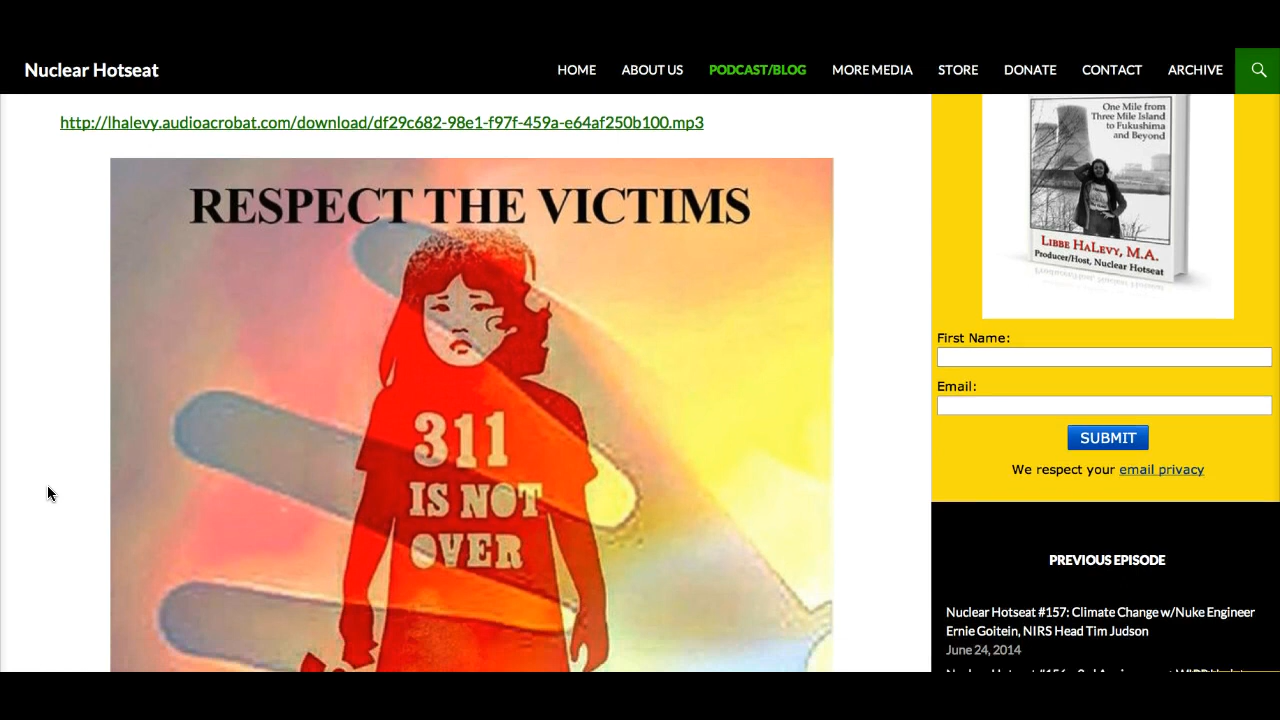 Nuclear Hotseat
HOME ABOUT US PODCAST/BLOG MORE MEDIA STORE DONATE CONTACT ARCHIVE
http://lhalevy.audioacrobat.com/download/df29c682-98e1-f97f-459a-e64af250b100.mp3
RESPECT THE VICTIMS
311
IS NOT
OVER
One Mile from
Three Mile Island
to Fukushima
and Beyond
LIBBE HALEVY, M.A.
Producer/Host, Nuclear Hotseat
First Name:
Email:
SUBMIT
We respect your email privacy
PREVIOUS EPISODE
Nuclear Hotseat #157: Climate Change w/Nuke Engineer
Ernie Goitein, NIRS Head Tim Judson
June 24, 2014